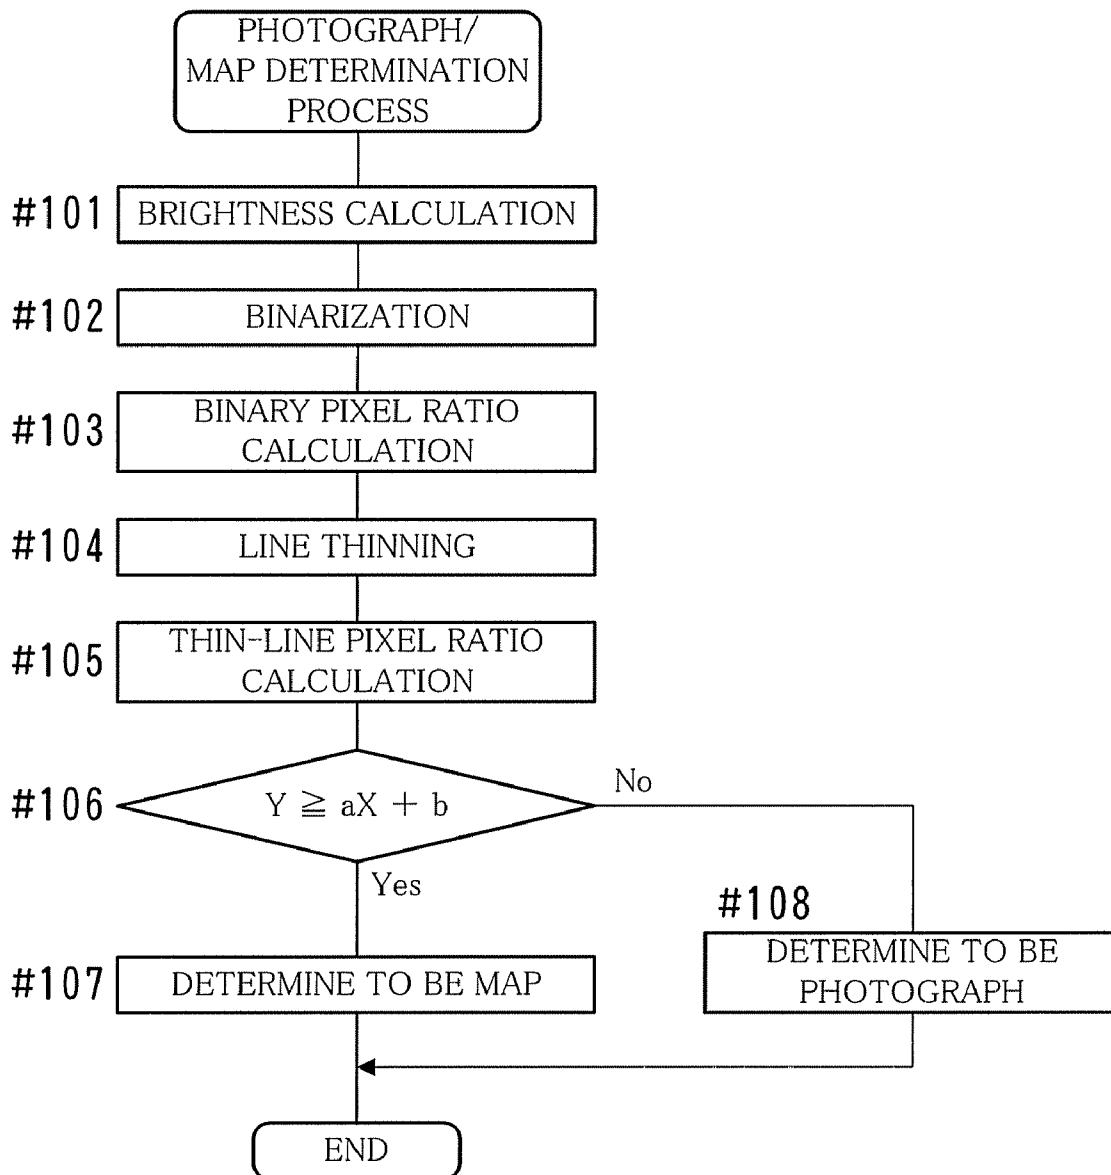 PHOTOGRAPH/
MAP DETERMINATION
PROCESS
#101 BRIGHTNESS CALCULATION
#102 BINARIZATION
#103 BINARY PIXEL RATIO
CALCULATION
#104 LINE THINNING
#105 THIN-LINE PIXEL RATIO
CALCULATION
#106 Y ≧ aX + b
No
Yes
#108
DETERMINE TO BE
PHOTOGRAPH
#107 DETERMINE TO BE MAP
END